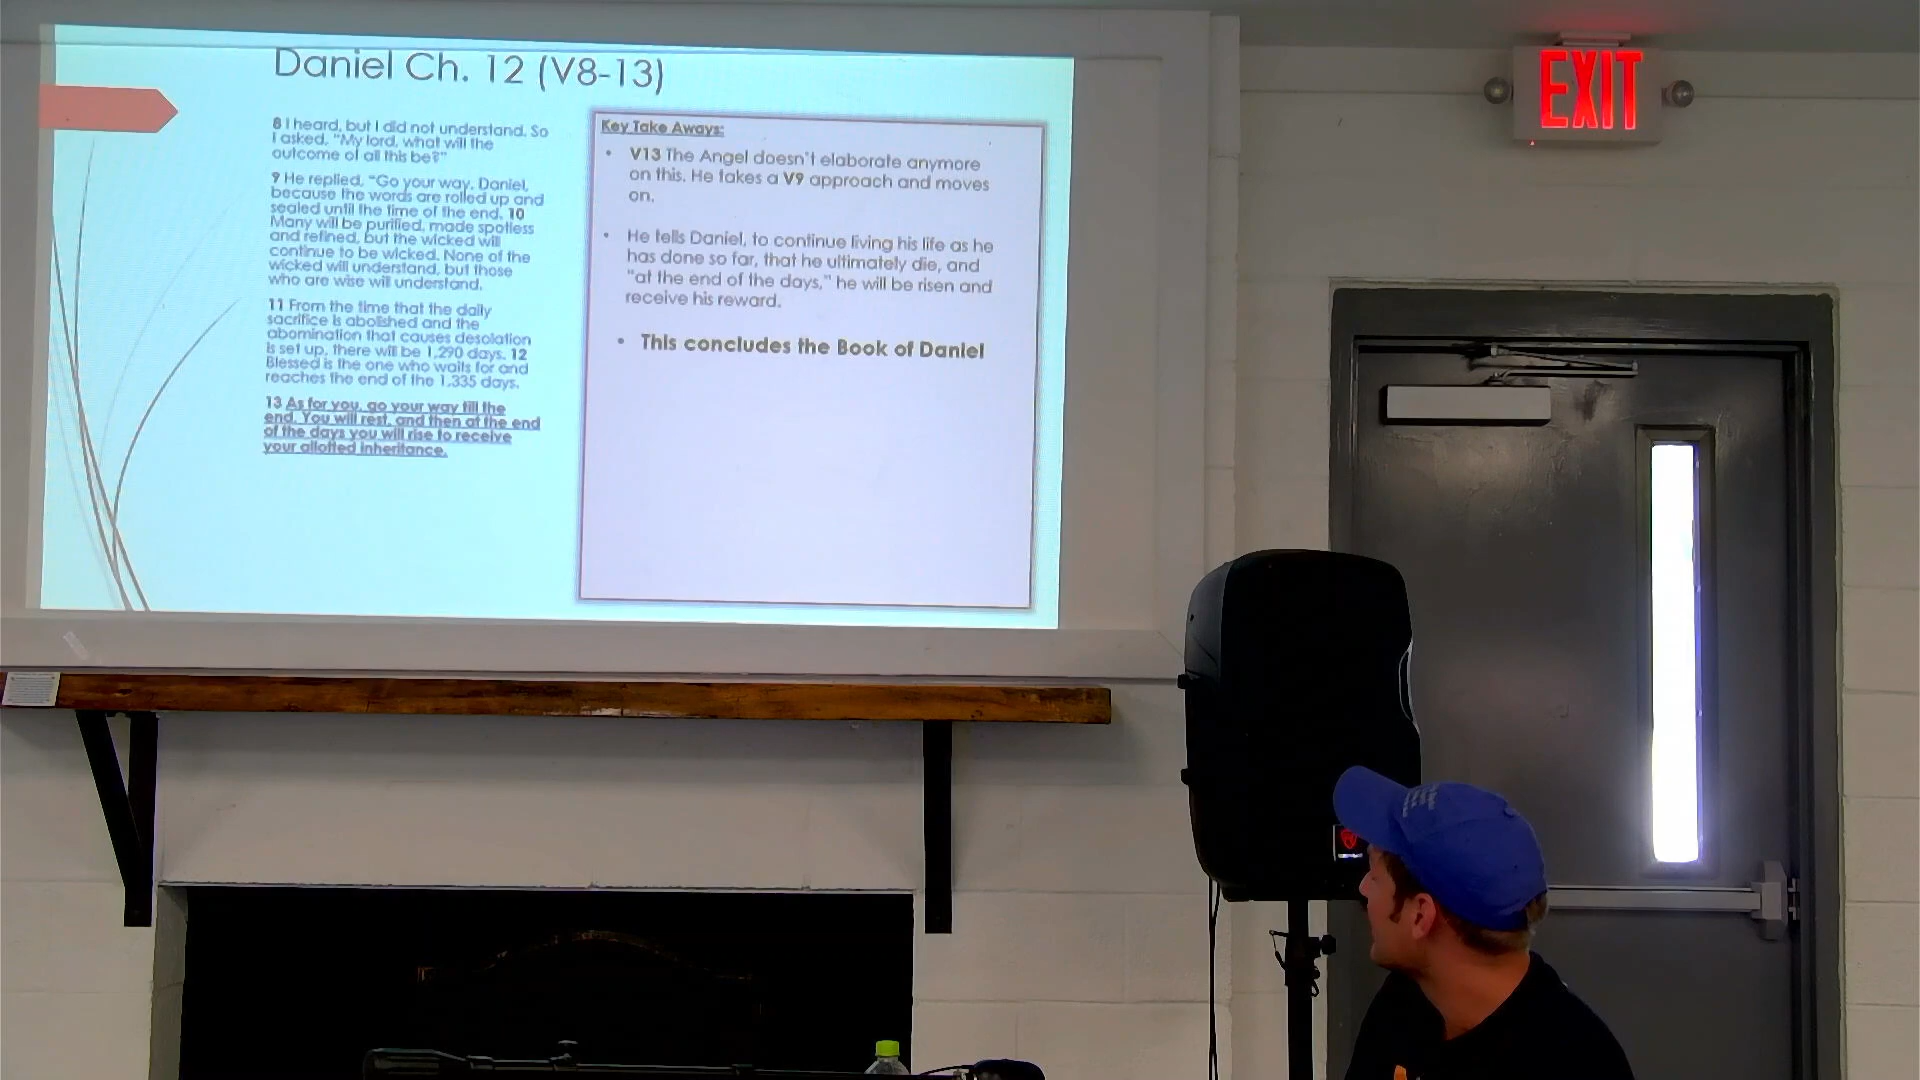 Daniel Ch. 12 (V8-13)
8 I heard, but I did not understand. So
I asked, "My lord, what will the
outcome of all this be?"
9 He replied, "Go your way, Daniel,
because the words are rolled up and
sealed until the time of the end. 10
Many will be purified, made spotless
and refined, but the wicked will
continue to be wicked. None of the
wicked will understand, but those
who are wise will understand.
11 From the time that the daily
sacrifice is abolished and the
abomination that causes desolation
is set up, there will be 1,290 days. 12
Blessed is the one who waits for and
reaches the end of the 1,335 days.
13 As for you, go your way till the
end. You will rest, and then at the end
of the days you will rise to receive
your allotted inheritance.
Key Take Aways:
• V13 The Angel doesn't elaborate anymore
on this. He takes a V9 approach and moves
on.
• He tells Daniel, to continue living his life as he
has done so far, that he ultimately die, and
"at the end of the days," he will be risen and
receive his reward.
• This concludes the Book of Daniel
EXIT